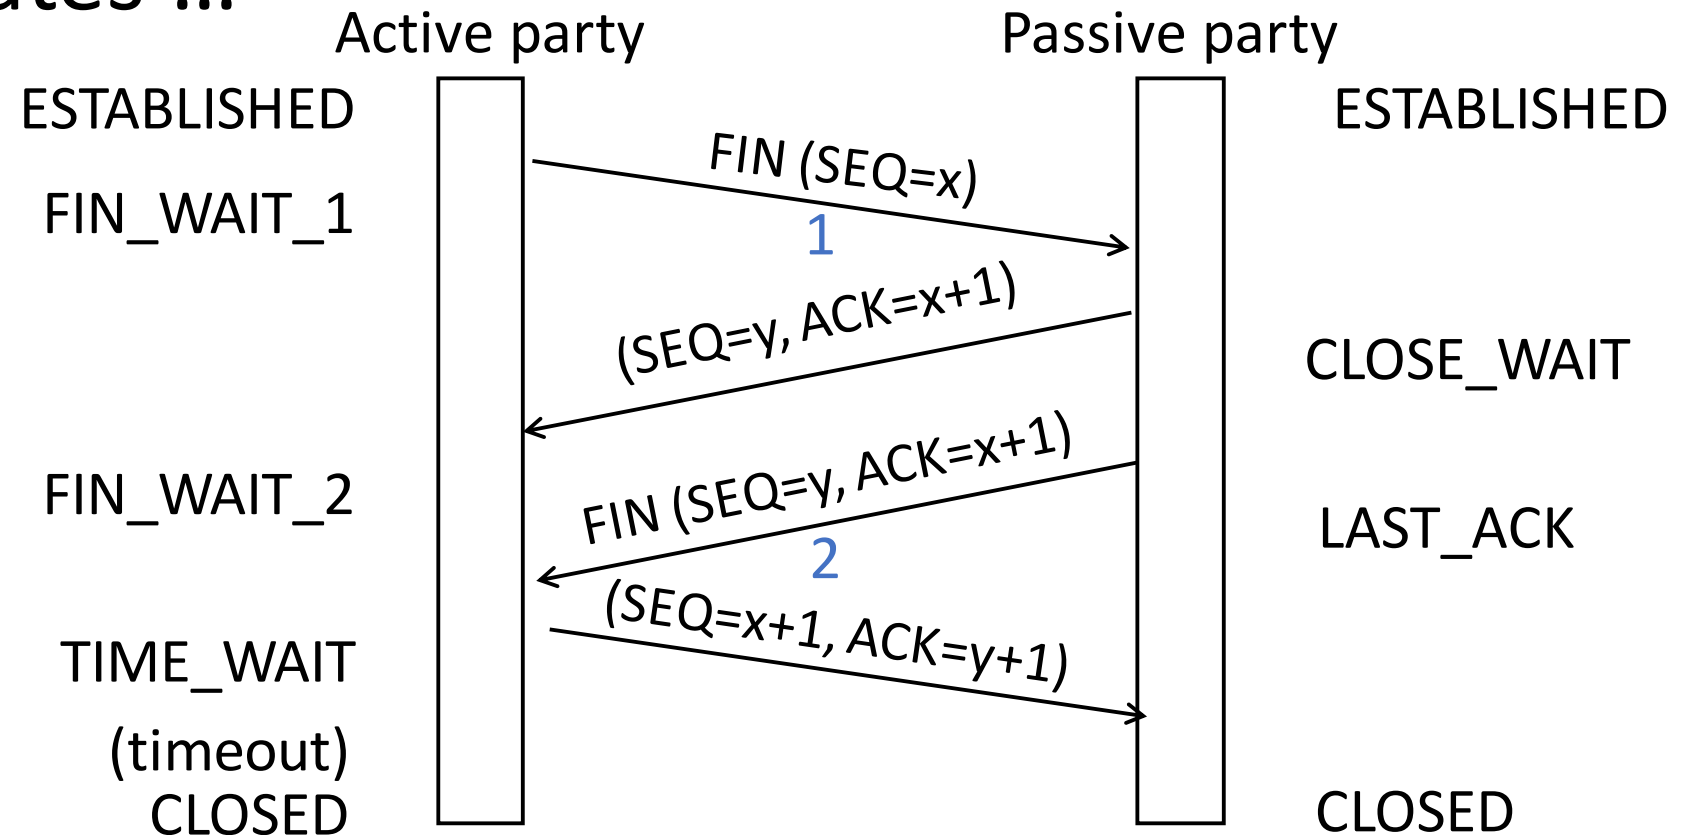 Active party
Passive party
ESTABLISHED
ESTABLISHED
FIN (SEQ=x)
FIN_WAIT_1
1
(SEQ=y, ACK=x+1)
CLOSE_WAIT
FIN (SEQ=y, ACK=x+1)
FIN_WAIT_2
LAST_ACK
2
(SEQ=x+1, ACK=y+1)
TIME_WAIT
(timeout)
CLOSED
CLOSED